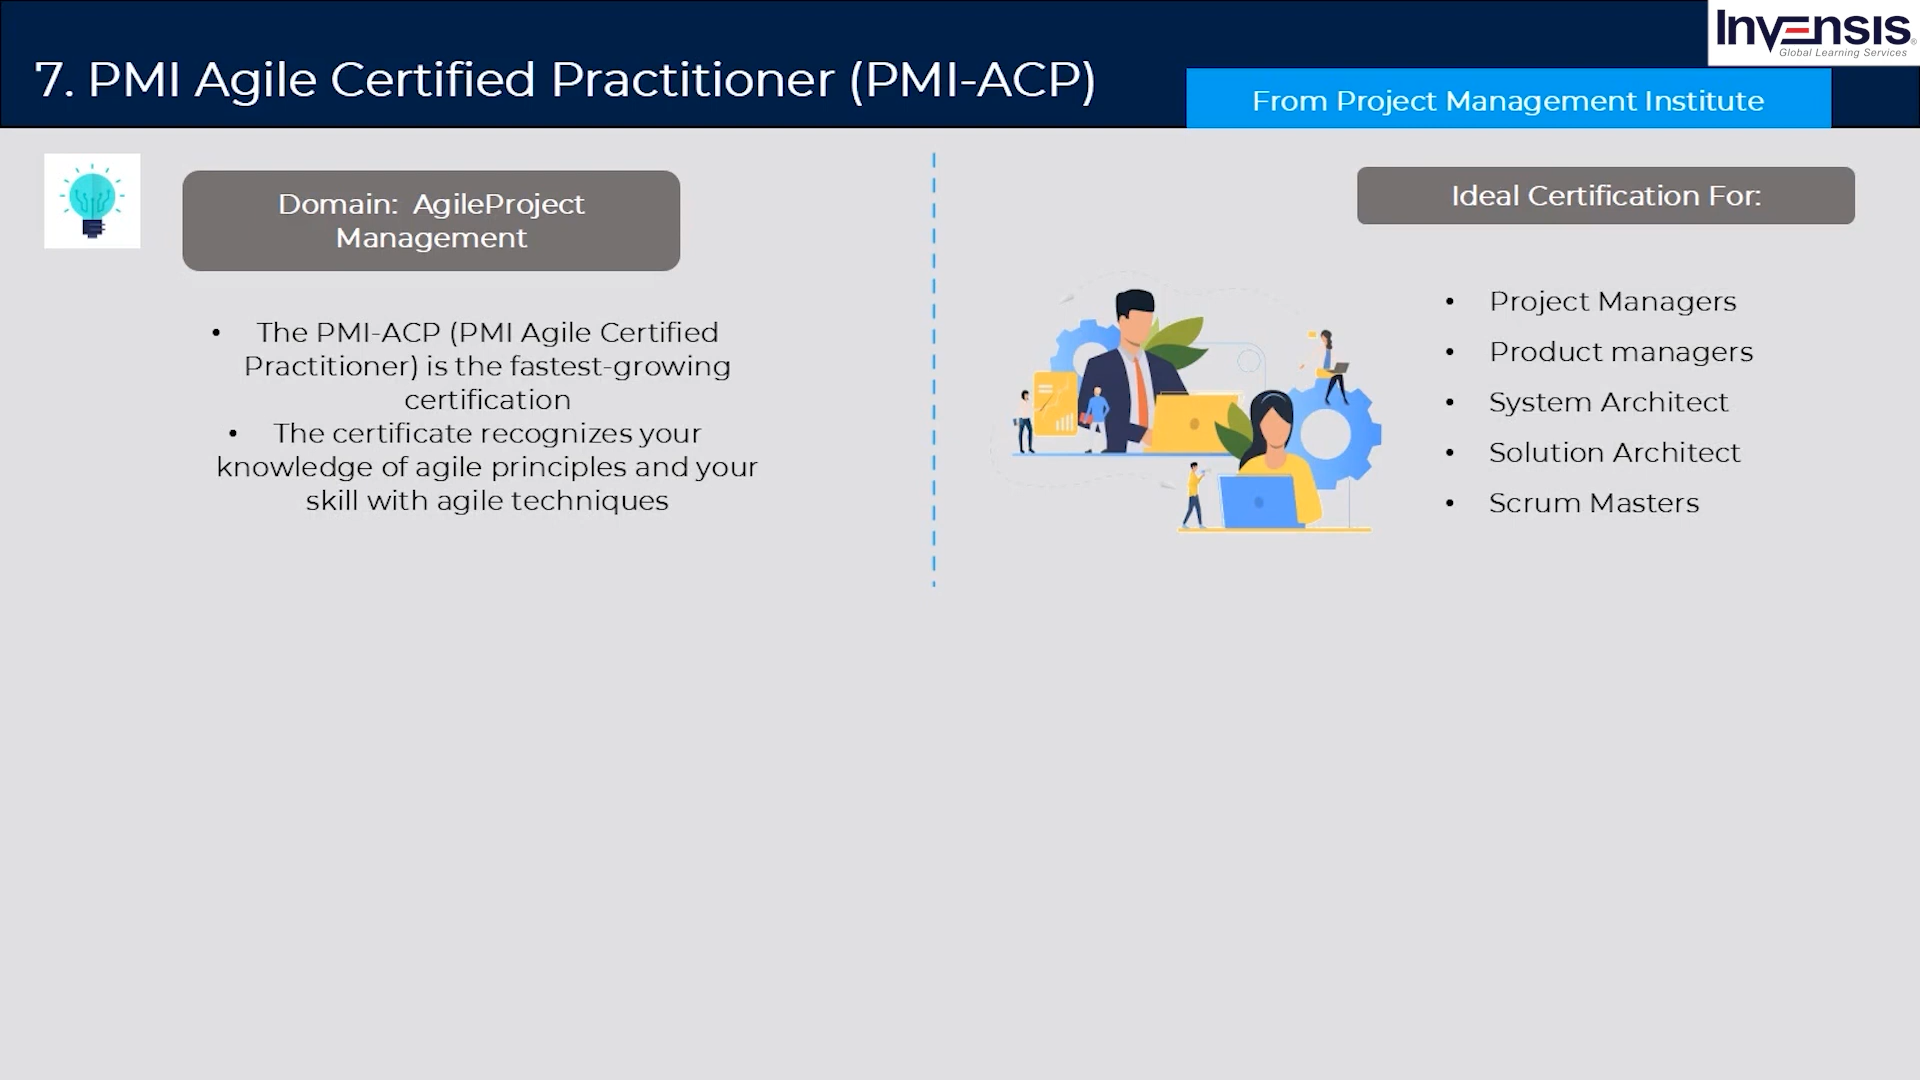 Invensis
Global Learning Services
7. PMI Agile Certified Practitioner (PMI-ACP)
From Project Management Institute
Domain:  AgileProject
Management
• The PMI-ACP (PMI Agile Certified
Practitioner) is the fastest-growing
certification
• The certificate recognizes your
knowledge of agile principles and your
skill with agile techniques
Ideal Certification For:
• Project Managers
• Product managers
• System Architect
• Solution Architect
• Scrum Masters